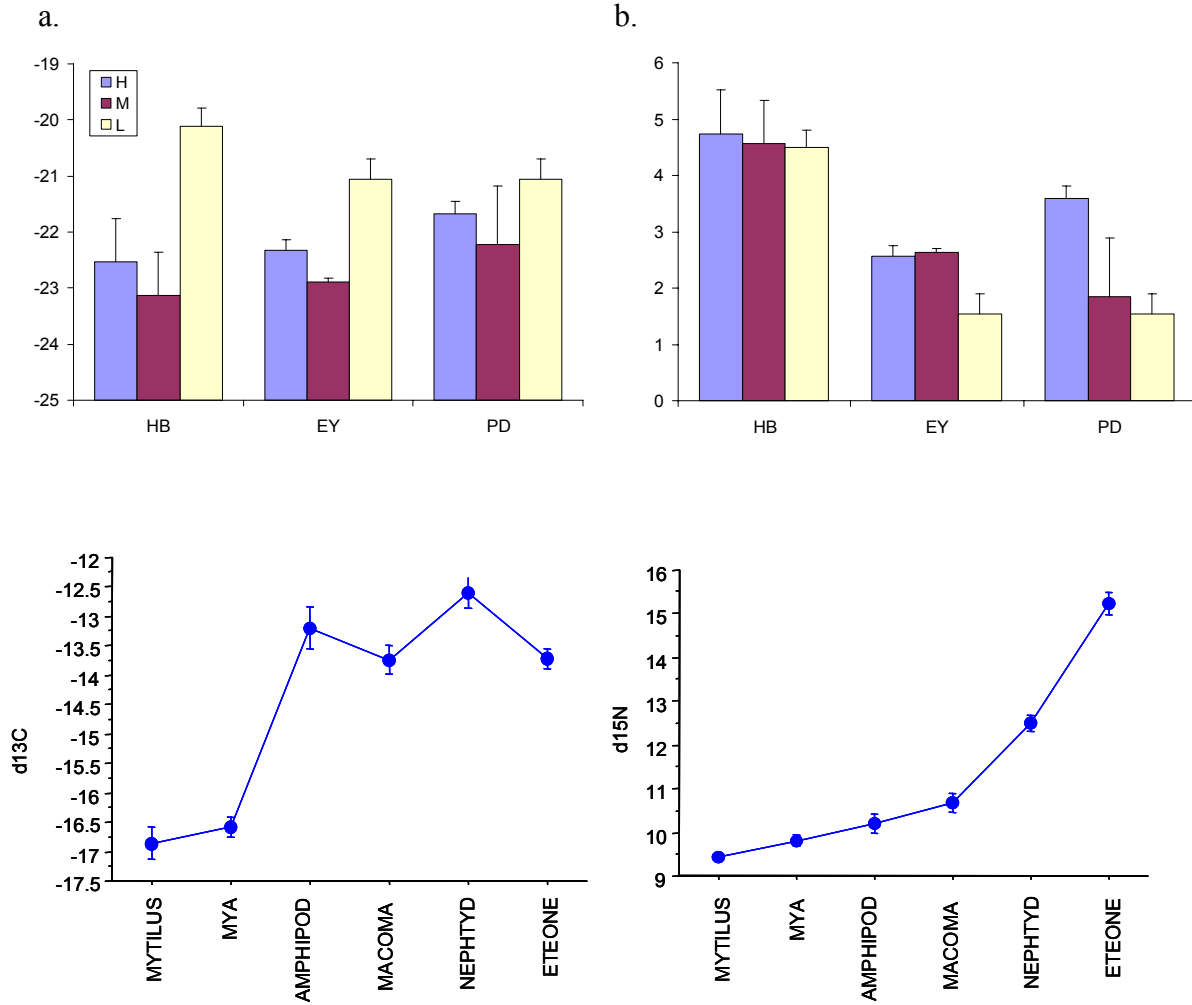 a.
b.
-19
-20
-21
-22
-23
-24
-25
H
M
L
HB EY PD
6
5
4
3
2
1
0
HB EY PD
d13C
-12
-12.5
-13
-13.5
-14
-14.5
-15
-15.5
-16
-16.5
-17
-17.5
MYTILUS
MYA
AMPHIPOD
MACOMA
NEPHTYD
ETEONE
d15N
16
15
14
13
12
11
10
9
MYTILUS
MYA
AMPHIPOD
MACOMA
NEPHTYD
ETEONE